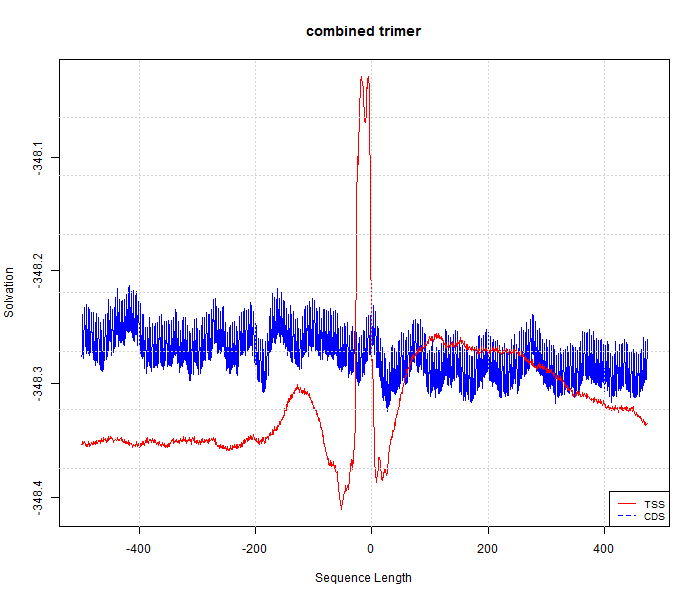 combined trimer
Solvation
-348.1
-348.2
-348.3
-348.4
-400
-200
0
200
400
Sequence Length
TSS
CDS